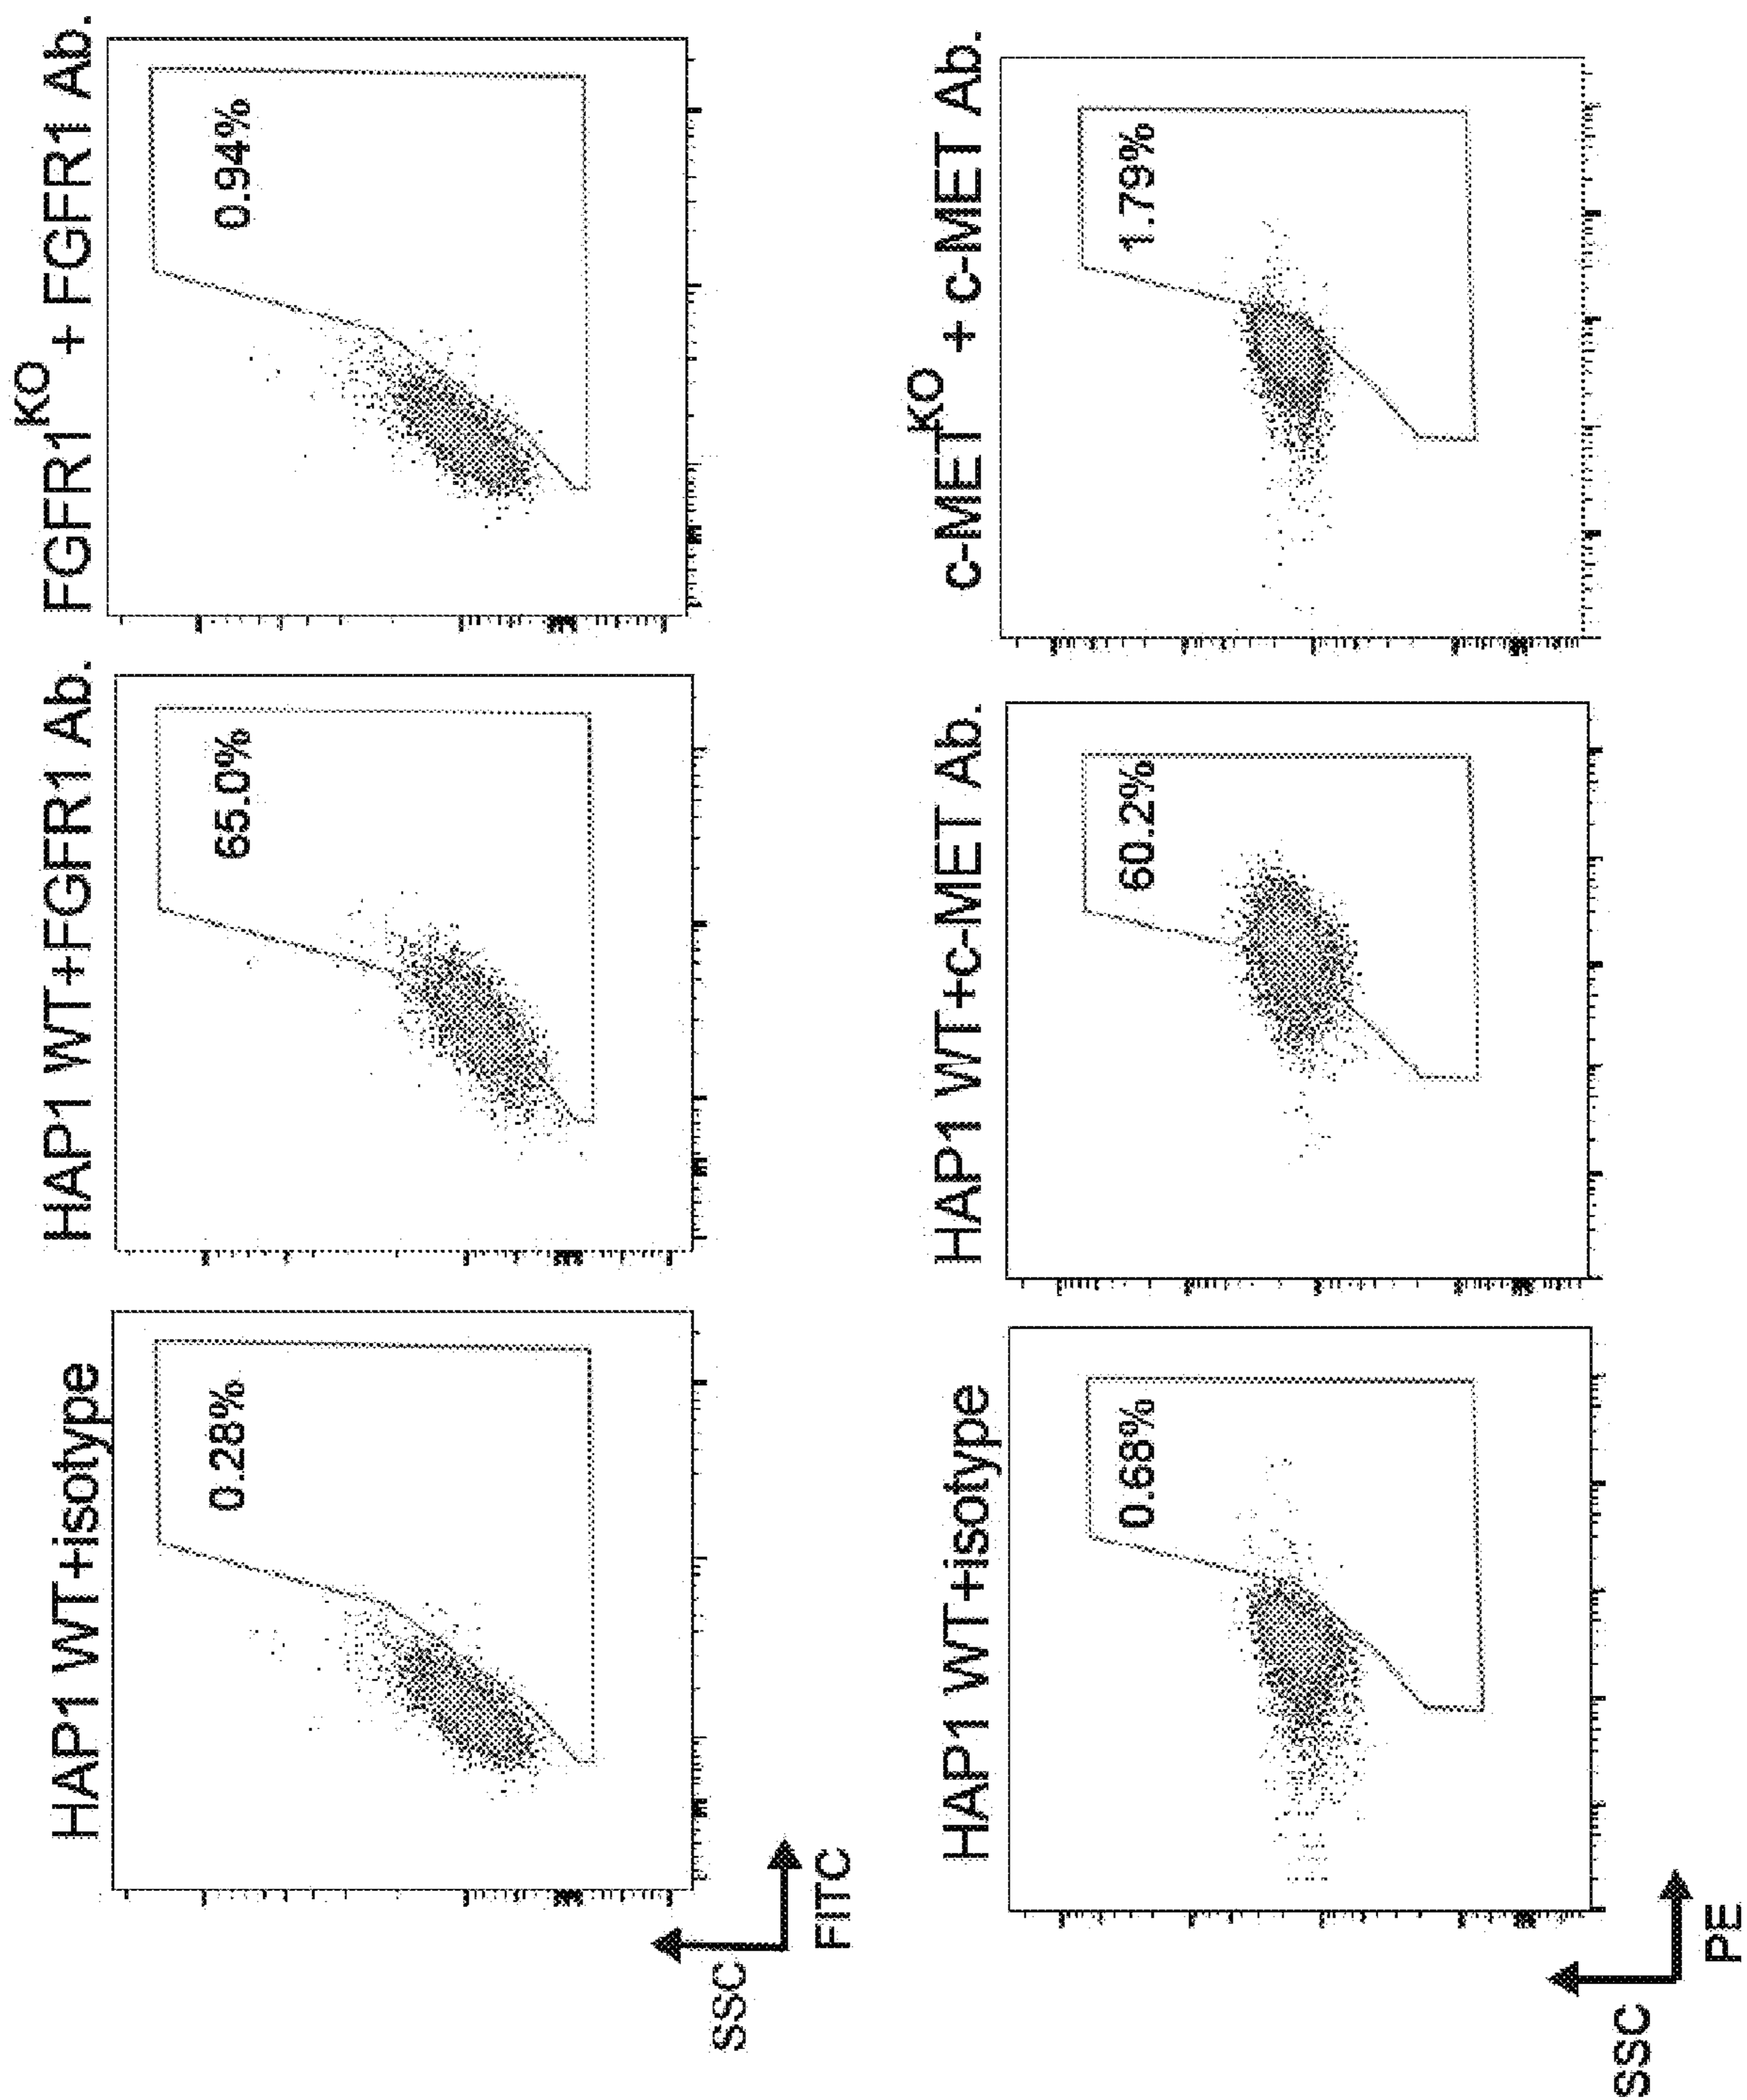 HAP1 WT+isotype
HAP1 WT+FGFR1 Ab.
FGFR1KO + FGFR1 Ab.
0.28%
65.0%
0.94%
SSC
FITC
HAP1 WT+isotype
HAP1 WT+c-MET Ab.
c-METKO + c-MET Ab.
0.68%
60.2%
1.79%
SSC
PE